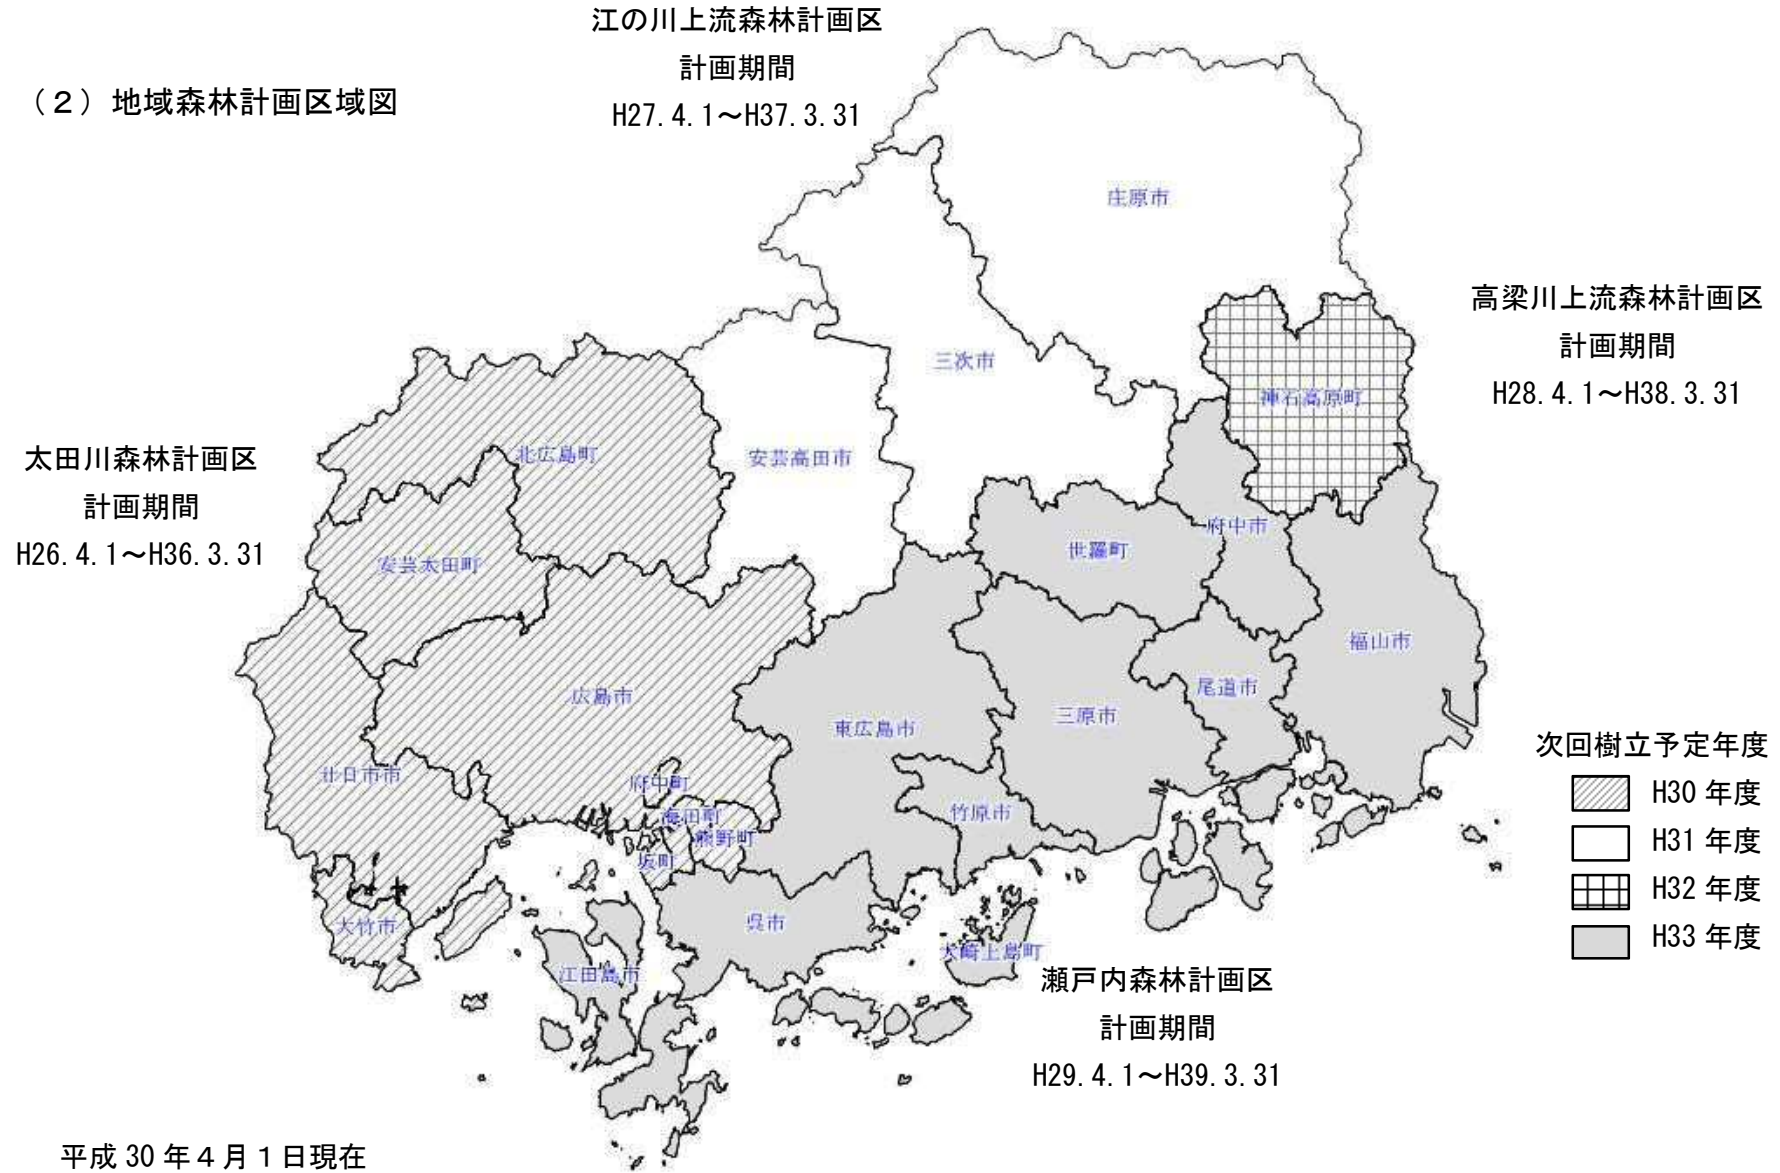 （２）地域森林計画区域図
江の川上流森林計画区
計画期間
H27.4.1～H37.3.31
高梁川上流森林計画区
計画期間
H28.4.1～H38.3.31
太田川森林計画区
計画期間
H26.4.1～H36.3.31
庄原市
三次市
神石高原町
北広島町
安芸高田市
府中市
世羅町
安芸太田町
福山市
尾道市
広島市
三原市
東広島市
廿日市市
府中町
海田町
竹原市
熊野町
坂町
呉市
大竹市
大崎上島町
江田島市
瀬戸内森林計画区
計画期間
H29.4.1～H39.3.31
次回樹立予定年度
H30 年度
H31 年度
H32 年度
H33 年度
平成 30 年４月１日現在